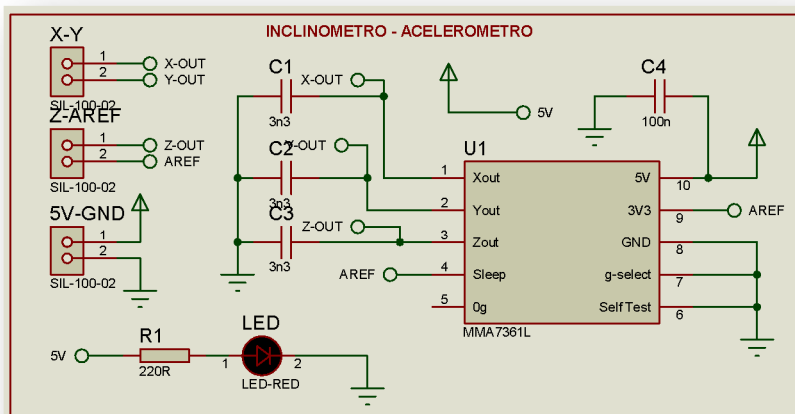 INCLINOMETRO - ACELEROMETRO
X-Y
1
2
X-OUT
Y-OUT
SIL-100-02
Z-AREF
1
2
Z-OUT
AREF
SIL-100-02
5V-GND
1
2
SIL-100-02
C1
X-OUT
3n3
C2
Y-OUT
3n3
C3
Z-OUT
3n3
AREF
5V
C4
100n
U1
1 Xout 5V 10
2 Yout 3V3 9 AREF
3 Zout GND 8
4 Sleep g-select 7
5 0g Self Test 6
MMA7361L
5V
R1
220R
LED
1
2
LED-RED